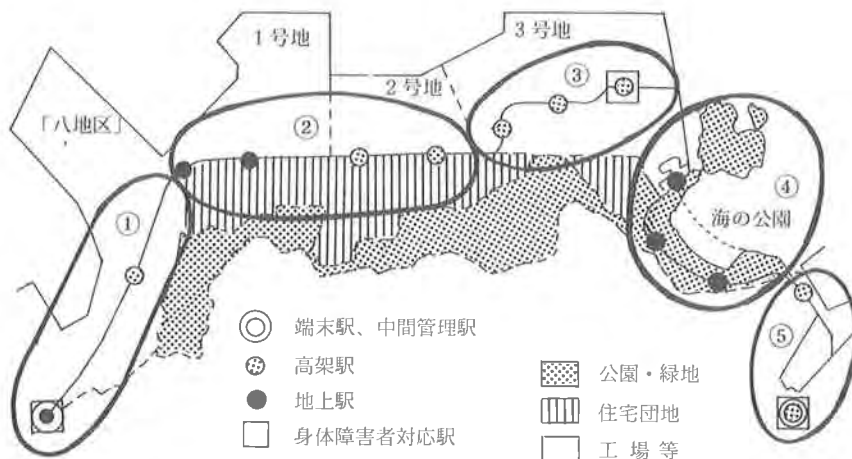 1号地
3号地
2号地
「八地区」
①
②
③
④
⑤
海の公園
端末駅、中間管理駅
高架駅
地上駅
身体障害者対応駅
公園・緑地
住宅団地
工場等